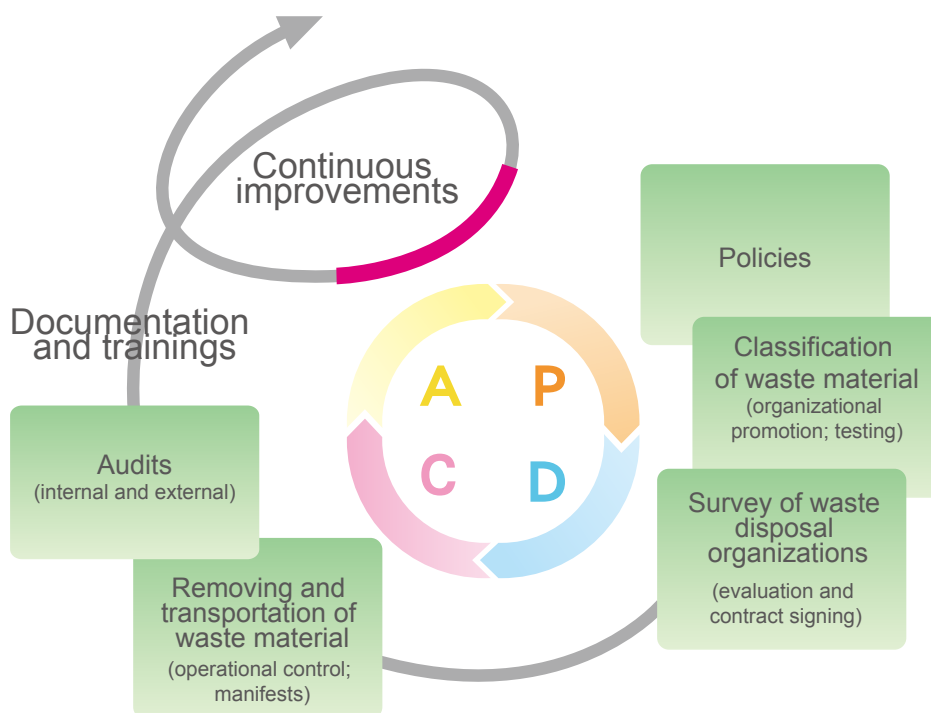 Continuous
improvements
Policies
Documentation
and trainings
Classification
of waste material
(organizational
promotion; testing)
A
P
C
D
Audits
(internal and external)
Survey of waste
disposal
organizations
(evaluation and
contract signing)
Removing and
transportation of
waste material
(operational control;
manifests)